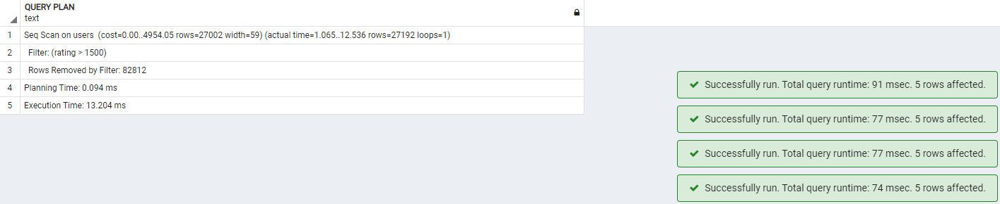 QUERY PLAN
text
1 Seq Scan on users (cost=0.00..4954.05 rows=27002 width=59) (actual time=1.065..12.536 rows=27192 loops=1)
2 Filter: (rating > 1500)
3 Rows Removed by Filter: 82812
4 Planning Time: 0.094 ms
5 Execution Time: 13.204 ms
Successfully run. Total query runtime: 91 msec. 5 rows affected.
Successfully run. Total query runtime: 77 msec. 5 rows affected.
Successfully run. Total query runtime: 77 msec. 5 rows affected.
Successfully run. Total query runtime: 74 msec. 5 rows affected.